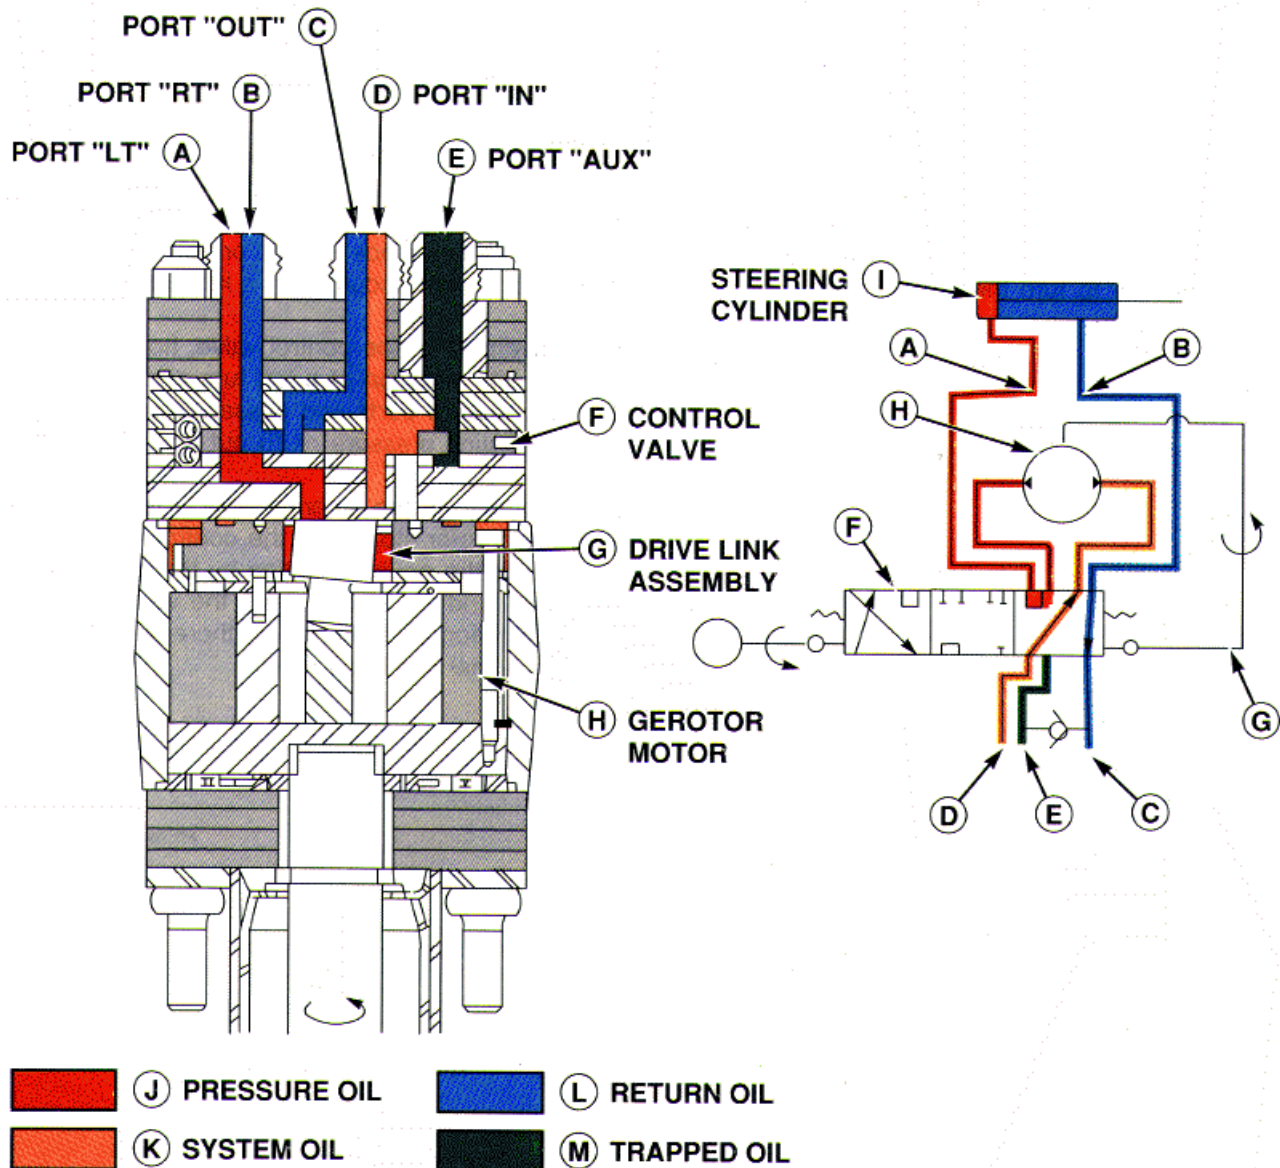 PORT "OUT" C
PORT "RT" B
D PORT "IN"
PORT "LT" A
E PORT "AUX"
STEERING I
CYLINDER
A
B
H
F CONTROL
VALVE
F
G DRIVE LINK
ASSEMBLY
H GEROTOR
MOTOR
G
D
E
C
J PRESSURE OIL
L RETURN OIL
K SYSTEM OIL
M TRAPPED OIL